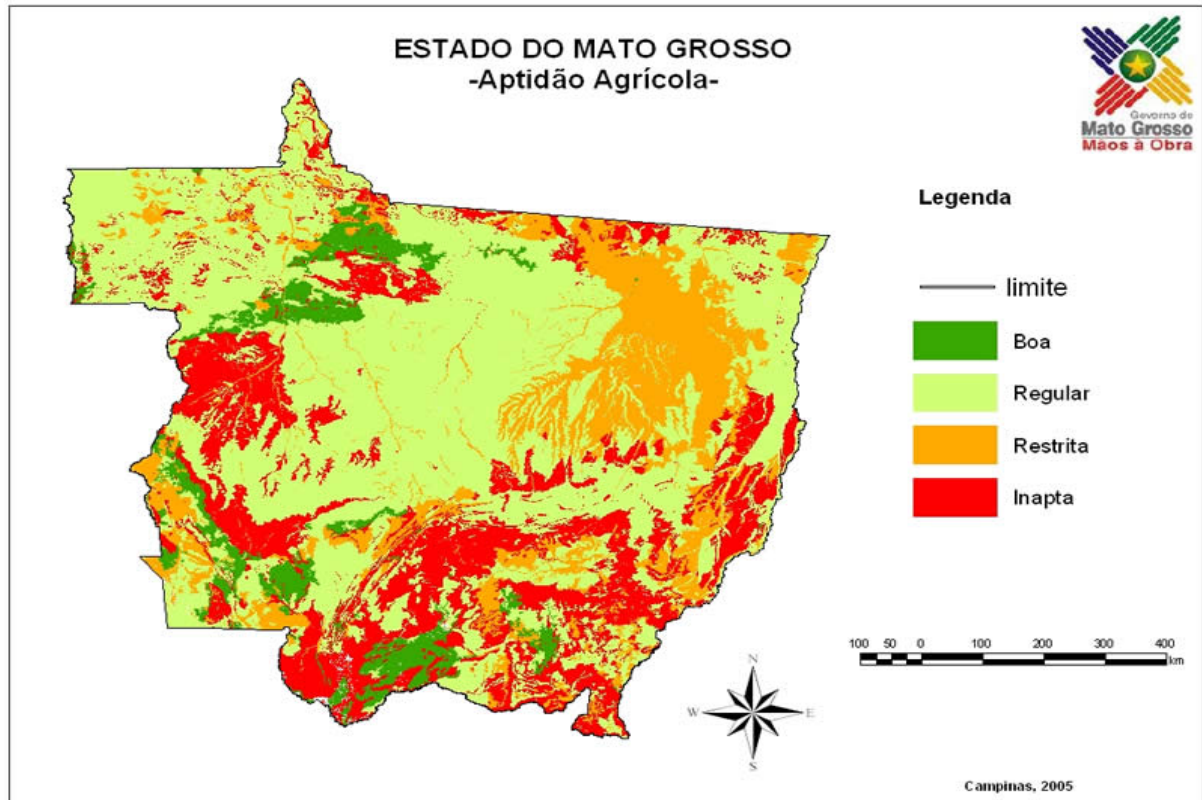 ESTADO DO MATO GROSSO
-Aptidão Agrícola-
Governo de
Mato Grosso
Mãos à Obra
Legenda
limite
Boa
Regular
Restrita
Inapta
100 50 0 100 200 300 400
km
N
W E
S
Campinas, 2005